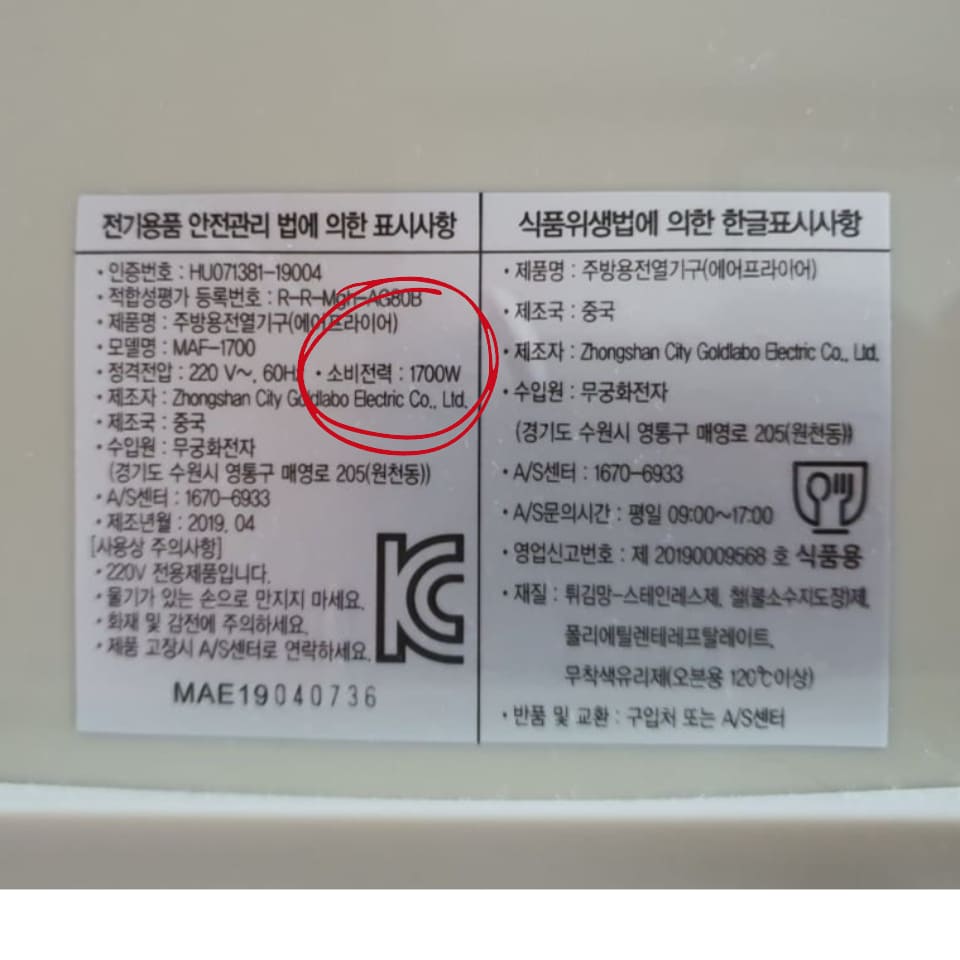 전기용품 안전관리 법에 의한 표시사항
• 인증번호 : HU071381-19004
• 적합성평가 등록번호 : R-R-Mgh-AG80B
• 제품명 : 주방용전열기구(에어프라이어)
• 모델명 : MAF-1700
• 정격전압 : 220 V~, 60Hz • 소비전력 : 1700W
• 제조자 : Zhongshan City Goldlabo Electric Co., Ltd.
• 제조국 : 중국
• 수입원 : 무궁화전자
(경기도 수원시 영통구 매영로 205(원천동))
• A/S센터 : 1670-6933
• 제조년월 : 2019. 04
[사용상 주의사항]
• 220V 전용제품입니다.
• 물기가 있는 손으로 만지지 마세요.
• 화재 및 감전에 주의하세요.
• 제품 고장시 A/S센터로 연락하세요.
MAE19040736
식품위생법에 의한 한글표시사항
• 제품명 : 주방용전열기구(에어프라이어)
• 제조국 : 중국
• 제조자 : Zhongshan City Goldlabo Electric Co., Ltd.
• 수입원 : 무궁화전자
(경기도 수원시 영통구 매영로 205(원천동))
• A/S센터 : 1670-6933
• A/S문의시간 : 평일 09:00~17:00
• 영업신고번호 : 제 20190009568 호 식품용
• 재질 : 튀김망-스테인레스제, 철(불소수지도장)제,
폴리에틸렌테레프탈레이트,
무착색유리제(오븐용 120℃이상)
• 반품 및 교환 : 구입처 또는 A/S센터